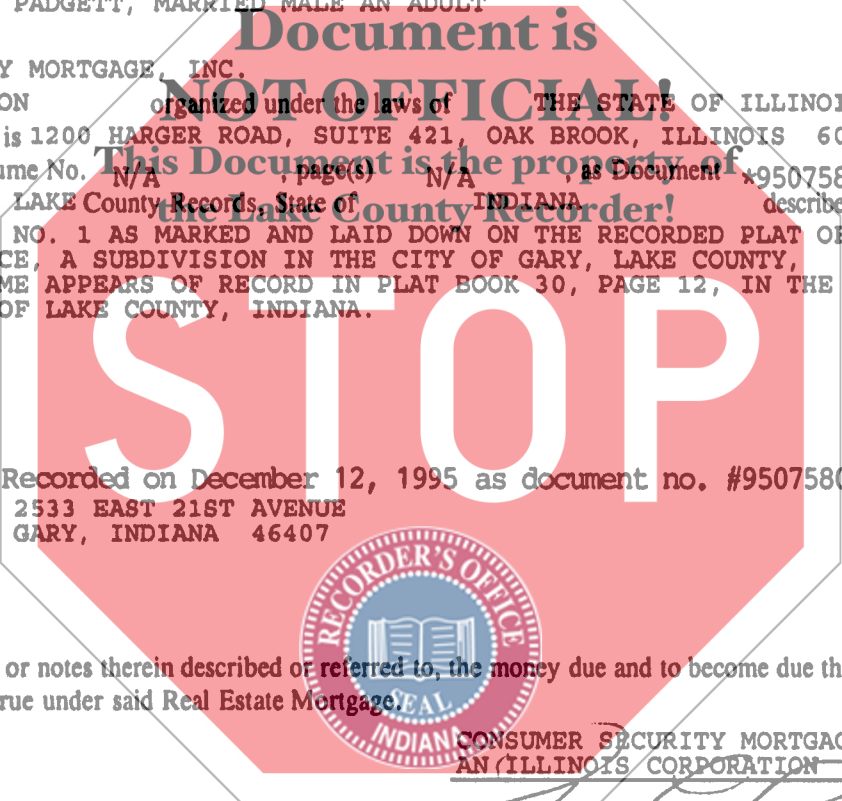 PADGETT, MARRIED MALE AN ADULT
Document is
Y MORTGAGE, INC.
NOT OFFICIAL!
ON organized under the laws of THE STATE OF ILLINOI
is 1200 HARGER ROAD, SUITE 421, OAK BROOK, ILLINOIS 60
This Document is the property of
ume No. N/A , page(s) N/A , as Document *950758
LAKE County Records, State of INDIANA describe
the Lake County Recorder!
NO. 1 AS MARKED AND LAID DOWN ON THE RECORDED PLAT OF
CE, A SUBDIVISION IN THE CITY OF GARY, LAKE COUNTY,
ME APPEARS OF RECORD IN PLAT BOOK 30, PAGE 12, IN THE
OF LAKE COUNTY, INDIANA.
STOP
Recorded on December 12, 1995 as document no. #9507580
2533 EAST 21ST AVENUE
GARY, INDIANA 46407
RECORDER'S OFFICE
SEAL
INDIANA
or notes therein described or referred to, the money due and to become due th
rue under said Real Estate Mortgage.
CONSUMER SECURITY MORTGAG
AN ILLINOIS CORPORATION